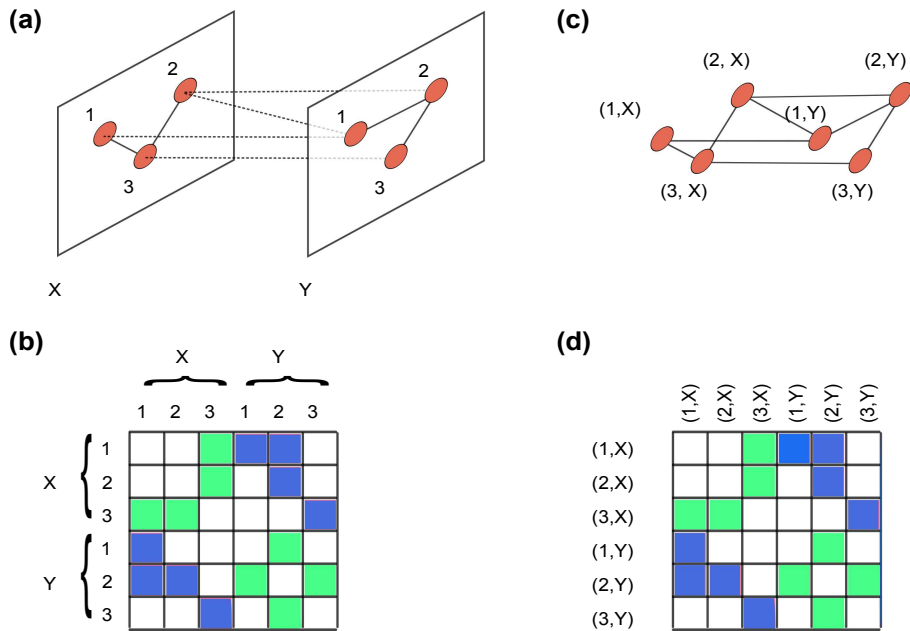 (a)
1
2
3
2
1
3
X
Y
(c)
(2, X)
(2,Y)
(1,X)
(1,Y)
(3, X)
(3,Y)
(b)
X
Y
1 2 3 1 2 3
X
1
2
3
Y
1
2
3
(d)
(1,X) (2,X) (3,X) (1,Y) (2,Y) (3,Y)
(1,X)
(2,X)
(3,X)
(1,Y)
(2,Y)
(3,Y)